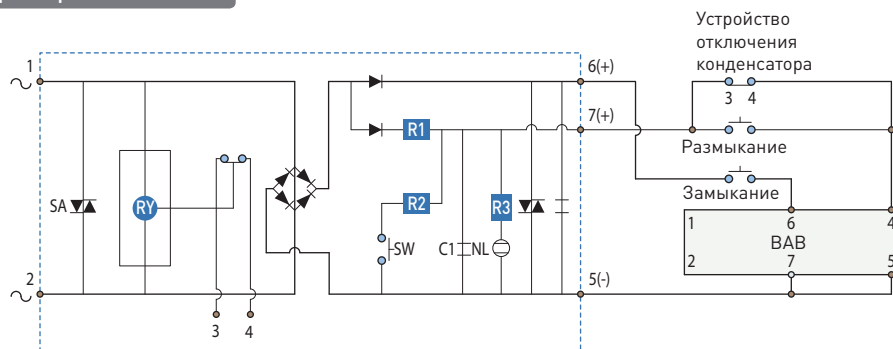 Устройство
отключения
конденсатора
1
6(+)
3 4
7(+)
R1
Размыкание
SA
RY
R2
R3
Замыкание
SW
C1
NL
1
6
4
BAB
2
7
5
2
5(-)
3
4